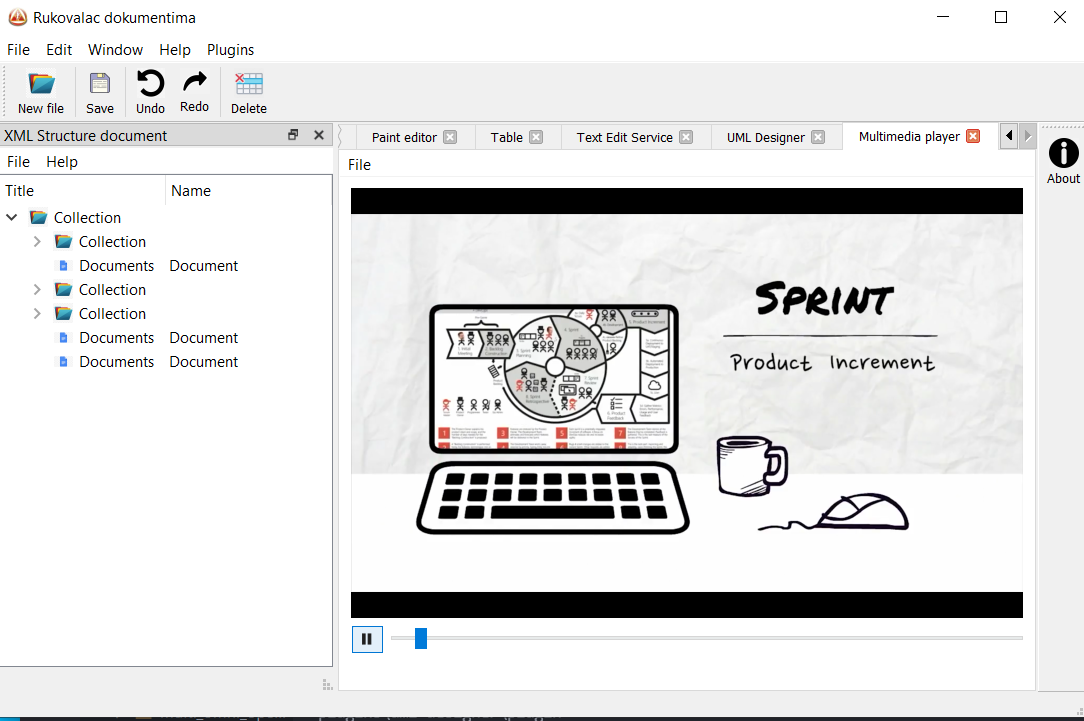 Rukovalac dokumentima
File Edit Window Help Plugins
New file Save Undo Redo Delete
XML Structure document
File Help
Title Name
Collection
Collection
Documents Document
Collection
Collection
Documents Document
Documents Document
Paint editor Table Text Edit Service UML Designer Multimedia player
File
SPRINT
Product Increment
About